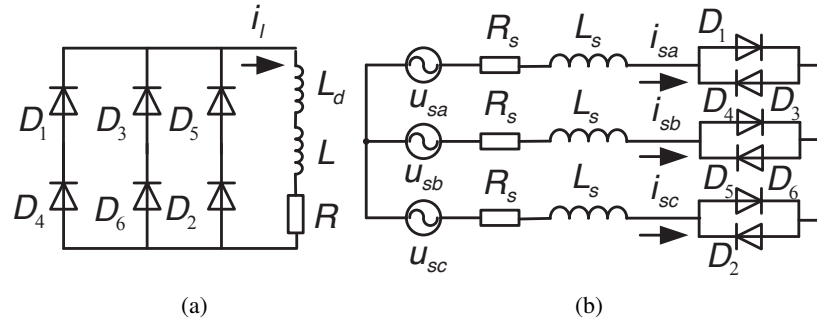 i_l
L_d
D_1 D_3 D_5
L
D_4 D_6 D_2 R
(a)
R_s L_s i_sa D_1
u_sa D_4 D_3
R_s L_s i_sb
u_sb D_5 D_6
R_s L_s i_sc
u_sc D_2
(b)